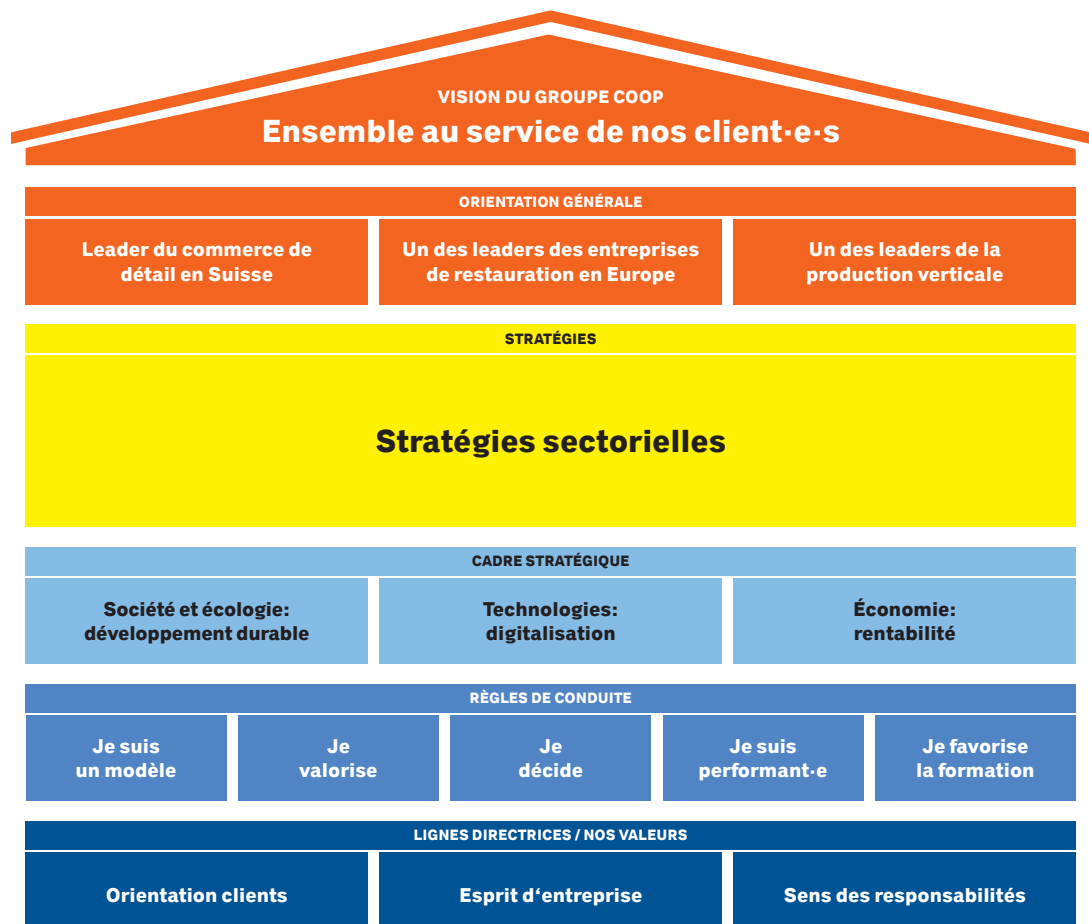 VISION DU GROUPE COOP
Ensemble au service de nos client·e·s
ORIENTATION GÉNÉRALE
Leader du commerce de
détail en Suisse
Un des leaders des entreprises
de restauration en Europe
Un des leaders de la
production verticale
STRATÉGIES
Stratégies sectorielles
CADRE STRATÉGIQUE
Société et écologie:
développement durable
Technologies:
digitalisation
Économie:
rentabilité
RÈGLES DE CONDUITE
Je suis
un modèle
Je
valorise
Je
décide
Je suis
performant·e
Je favorise
la formation
LIGNES DIRECTRICES / NOS VALEURS
Orientation clients
Esprit d‘entreprise
Sens des responsabilités